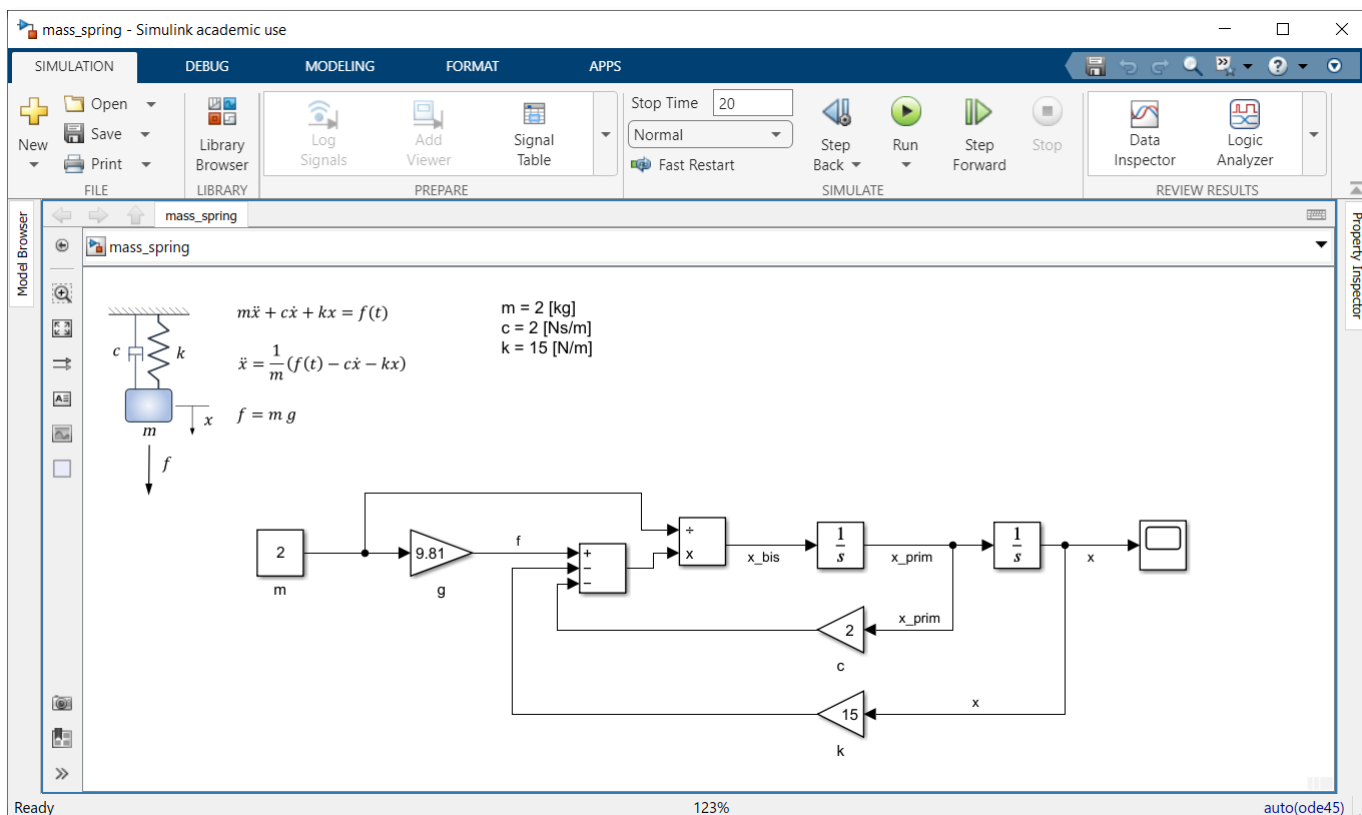 mass_spring - Simulink academic use
SIMULATION DEBUG MODELING FORMAT APPS
New
Open
Save
Print
FILE
Library
Browser
LIBRARY
Log
Signals
Add
Viewer
Signal
Table
PREPARE
Stop Time 20
Normal
Fast Restart
Step
Back
Run
Step
Forward
Stop
SIMULATE
Data
Inspector
Logic
Analyzer
REVIEW RESULTS
Model Browser
Property Inspector
mass_spring
mass_spring
c
k
m
x
f
mẍ + cẋ + kx = f(t)
ẍ = 1/m (f(t) − cẋ − kx)
f = m g
m = 2 [kg]
c = 2 [Ns/m]
k = 15 [N/m]
2
m
9.81
g
f
+
−
−
÷
x
x_bis
1/s
x_prim
1/s
x
x_prim
2
c
x
15
k
Ready 123% auto(ode45)